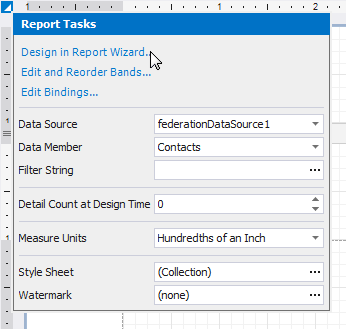 1
Report Tasks
Design in Report Wizard...
Edit and Reorder Bands...
Edit Bindings...
Data Source federationDataSource1
Data Member Contacts
Filter String ...
Detail Count at Design Time 0
Measure Units Hundredths of an Inch
Style Sheet (Collection) ...
Watermark (none) ...
1
1